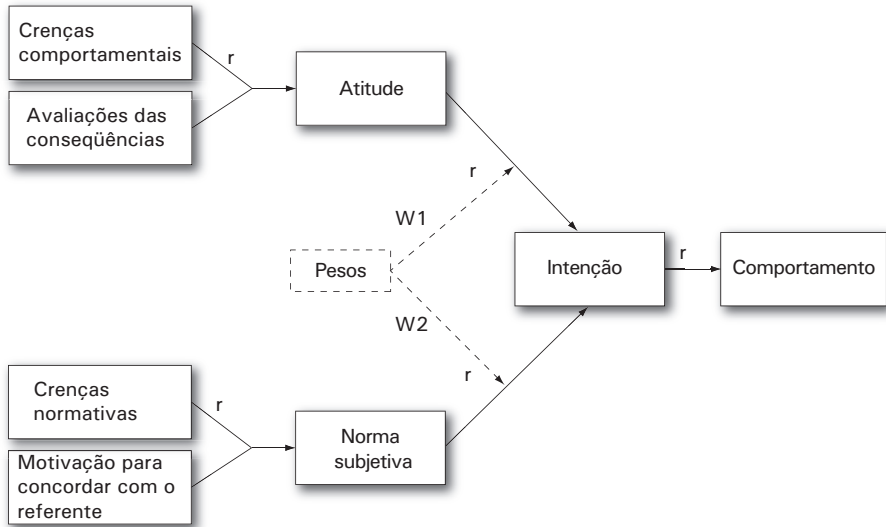 Crenças
comportamentais
r
Avaliações das
conseqüências
Atitude
r
W1
Pesos
W2
r
Intenção
r
Comportamento
Crenças
normativas
r
Motivação para
concordar com o
referente
Norma
subjetiva